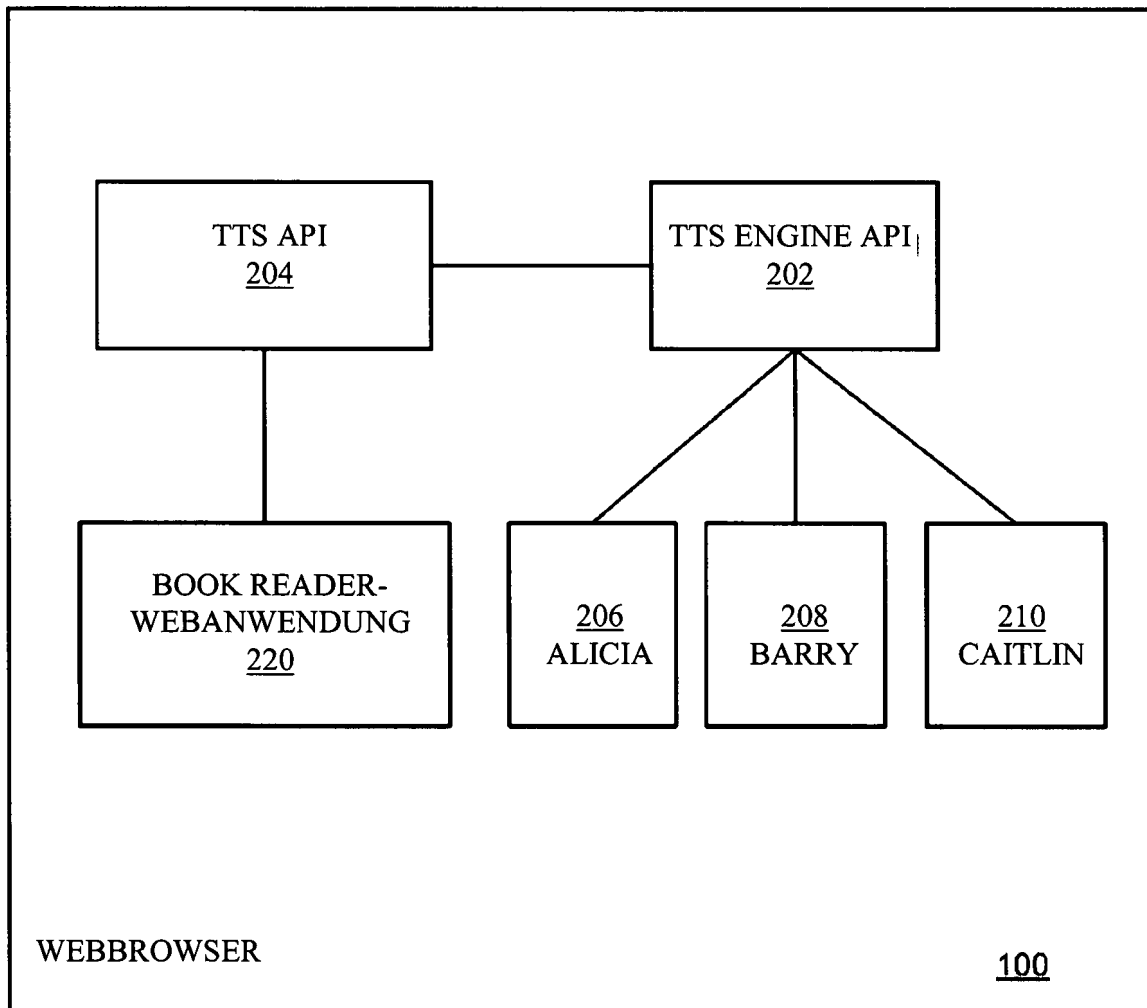 TTS API
204
TTS ENGINE API
202
BOOK READER-
WEBANWENDUNG
220
206
ALICIA
208
BARRY
210
CAITLIN
WEBBROWSER
100